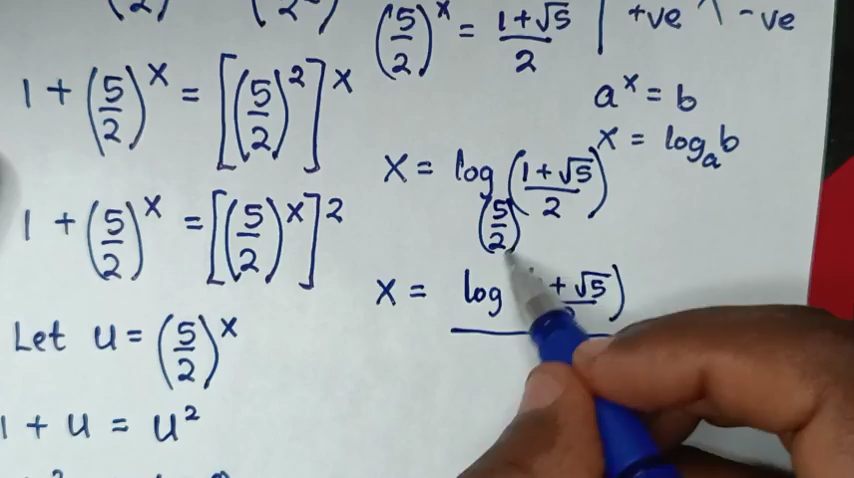 1 + (5/2)^x = [(5/2)^2]^x
1 + (5/2)^x = [(5/2)^x]^2
Let u = (5/2)^x
1 + u = u^2
(5/2)^x = (1+√5)/2 | +ve
-ve
a^x = b
x = log_a b
x = log_(5/2) ((1+√5)/2)
x = log + √5)